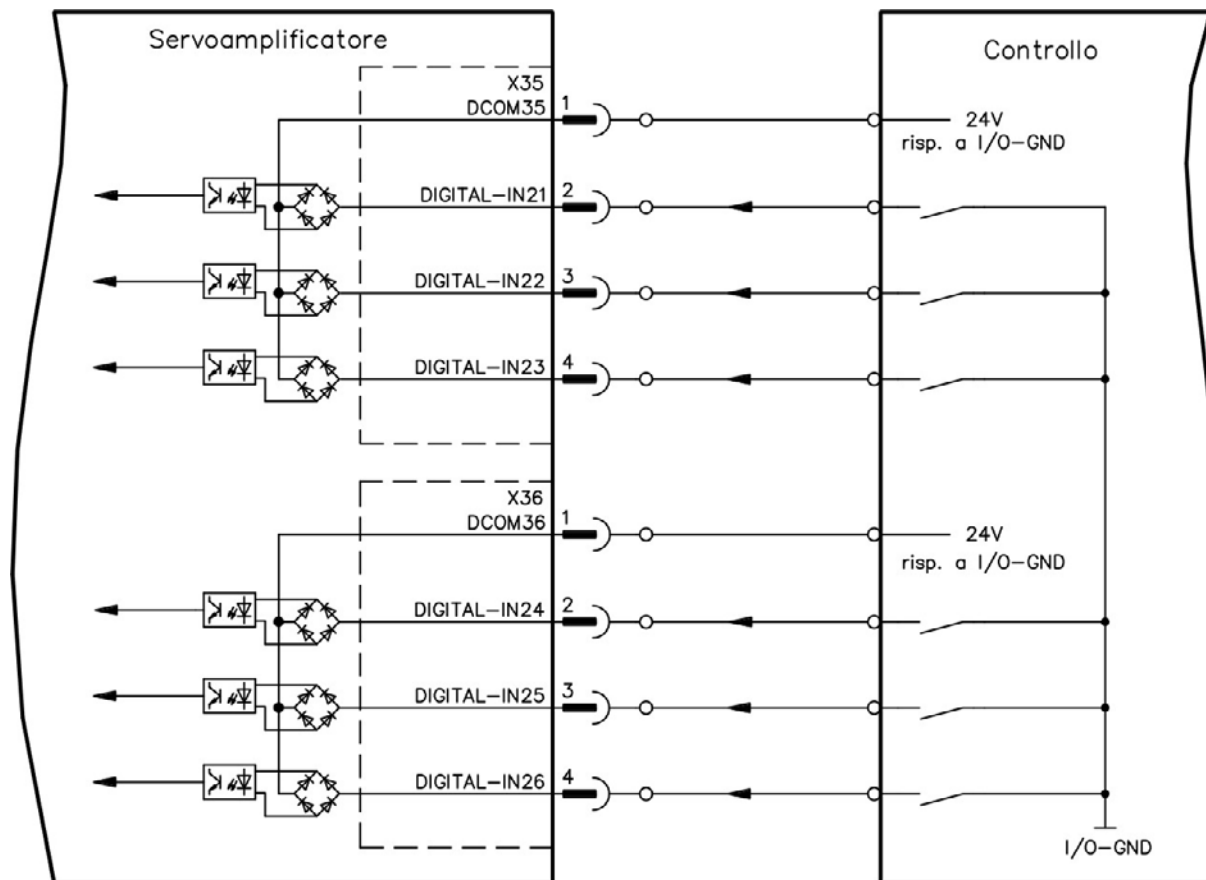 Servoamplificatore
Controllo
X35
DCOM35
1
24V
risp. a I/O-GND
DIGITAL-IN21
2
DIGITAL-IN22
3
DIGITAL-IN23
4
X36
DCOM36
1
24V
risp. a I/O-GND
DIGITAL-IN24
2
DIGITAL-IN25
3
DIGITAL-IN26
4
I/O-GND